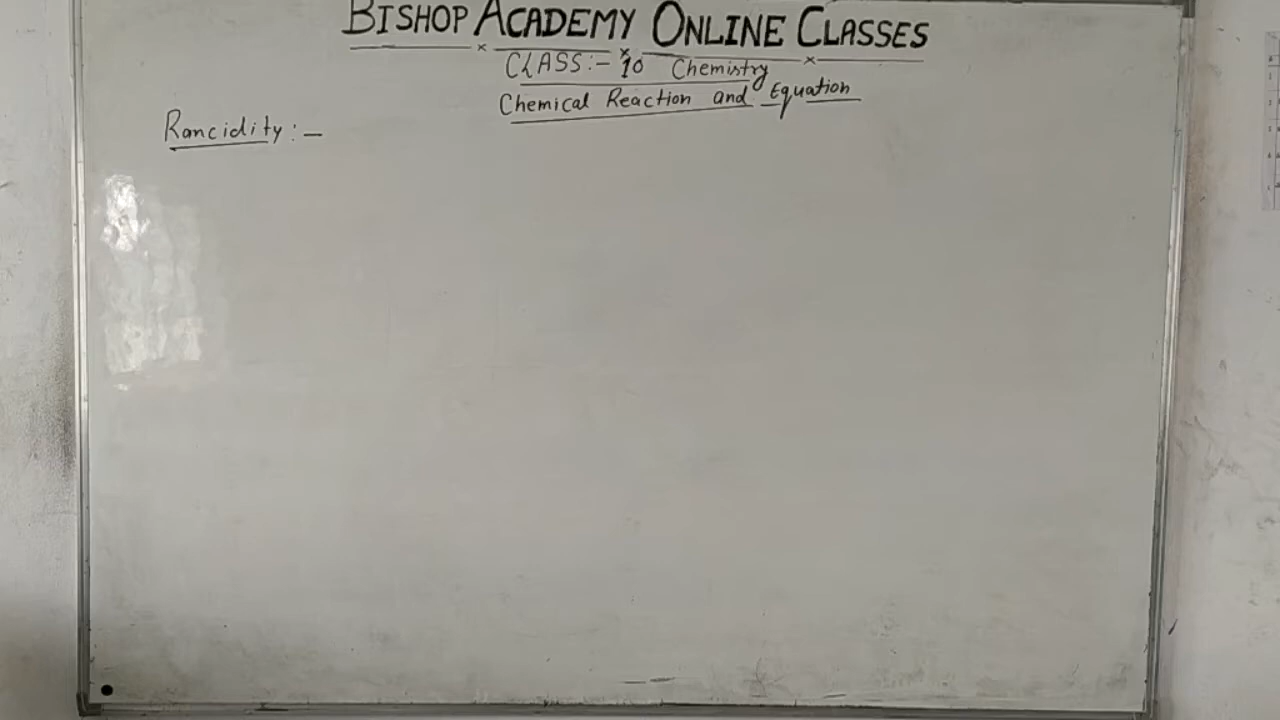 BISHOP ACADEMY ONLINE CLASSES
CLASS:- 10 Chemistry
Chemical Reaction and Equation
Rancidity:-